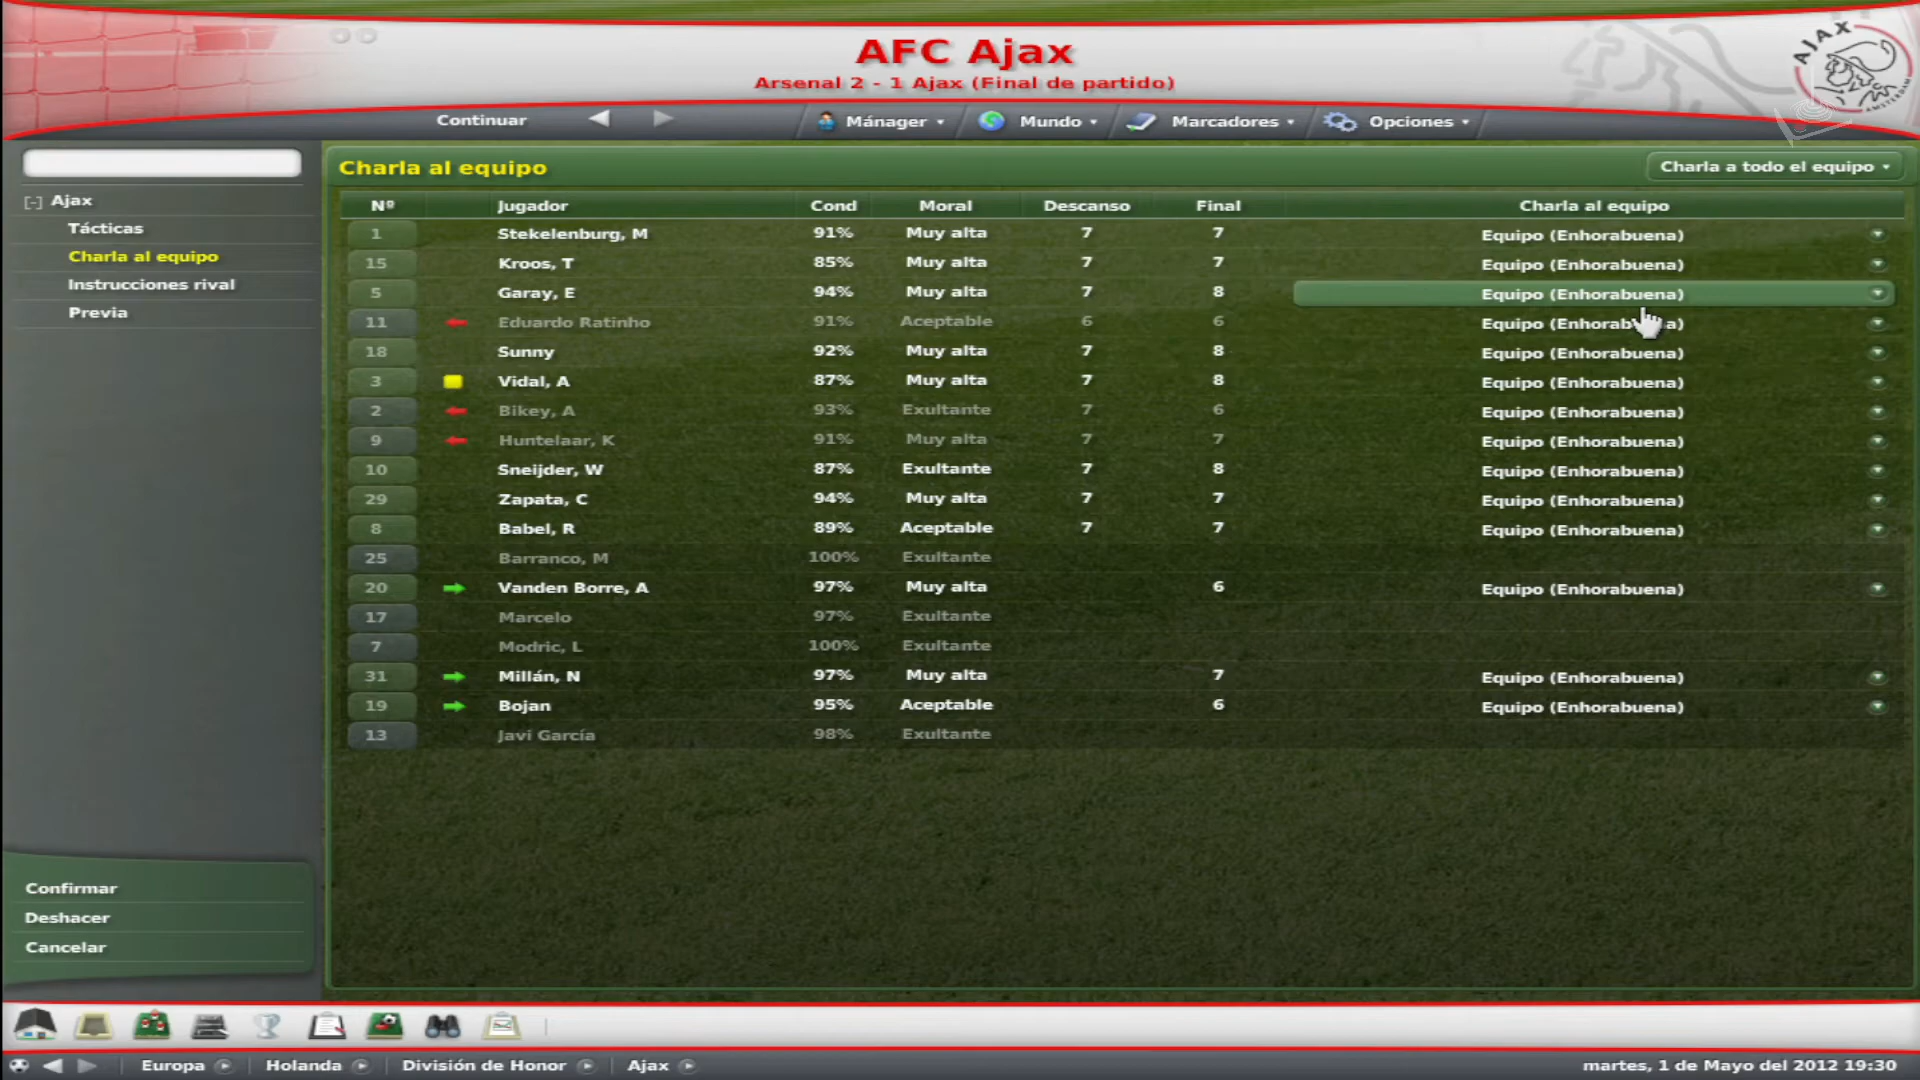 AFC Ajax
Arsenal 2 - 1 Ajax (Final de partido)
AJAX
AMSTERDAM
Continuar Mánager Mundo Marcadores Opciones
Charla al equipo Charla a todo el equipo
[-] Ajax
Tácticas
Charla al equipo
Instrucciones rival
Previa
Nº Jugador Cond Moral Descanso Final Charla al equipo
1 Stekelenburg, M 91% Muy alta 7 7 Equipo (Enhorabuena)
15 Kroos, T 85% Muy alta 7 7 Equipo (Enhorabuena)
5 Garay, E 94% Muy alta 7 8 Equipo (Enhorabuena)
11 Eduardo Ratinho 91% Aceptable 6 6 Equipo (Enhorabuena)
18 Sunny 92% Muy alta 7 8 Equipo (Enhorabuena)
3 Vidal, A 87% Muy alta 7 8 Equipo (Enhorabuena)
2 Bikey, A 93% Exultante 7 6 Equipo (Enhorabuena)
9 Huntelaar, K 91% Muy alta 7 7 Equipo (Enhorabuena)
10 Sneijder, W 87% Exultante 7 8 Equipo (Enhorabuena)
29 Zapata, C 94% Muy alta 7 7 Equipo (Enhorabuena)
8 Babel, R 89% Aceptable 7 7 Equipo (Enhorabuena)
25 Barranco, M 100% Exultante
20 Vanden Borre, A 97% Muy alta 6 Equipo (Enhorabuena)
17 Marcelo 97% Exultante
7 Modric, L 100% Exultante
31 Millán, N 97% Muy alta 7 Equipo (Enhorabuena)
19 Bojan 95% Aceptable 6 Equipo (Enhorabuena)
13 Javi García 98% Exultante
Confirmar
Deshacer
Cancelar
Europa Holanda División de Honor Ajax martes, 1 de Mayo del 2012 19:30